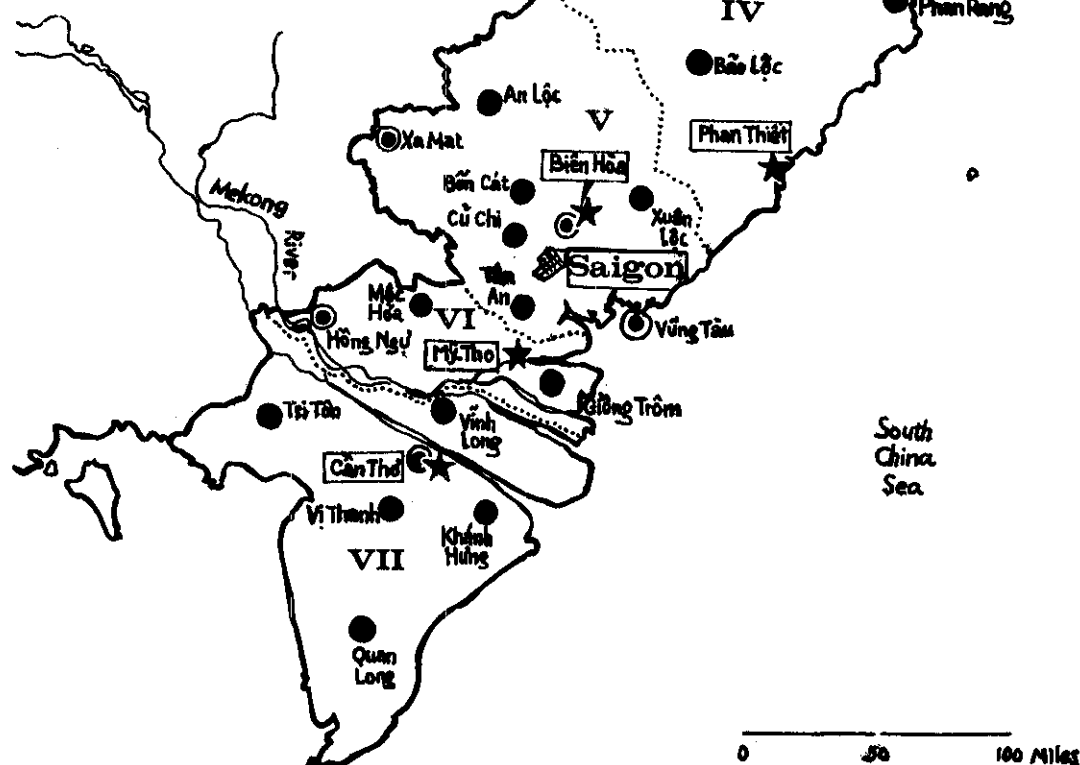 IV
Phan Rang
Bảo Lộc
An Lộc
V
Phan Thiết
Xa Mat
Biên Hòa
Bến Cát
Củ Chi
Xuân
Lộc
Mekong
River
Saigon
Tân
An
Mộc
Hóa
VI
Hồng Ngự
Vũng Tàu
Mỹ Tho
Giồng Trôm
Tri Tôn
Vĩnh
Long
South
China
Sea
Cần Thơ
Vị Thanh
Khánh
Hưng
VII
Quan
Long
0 50 100 Miles